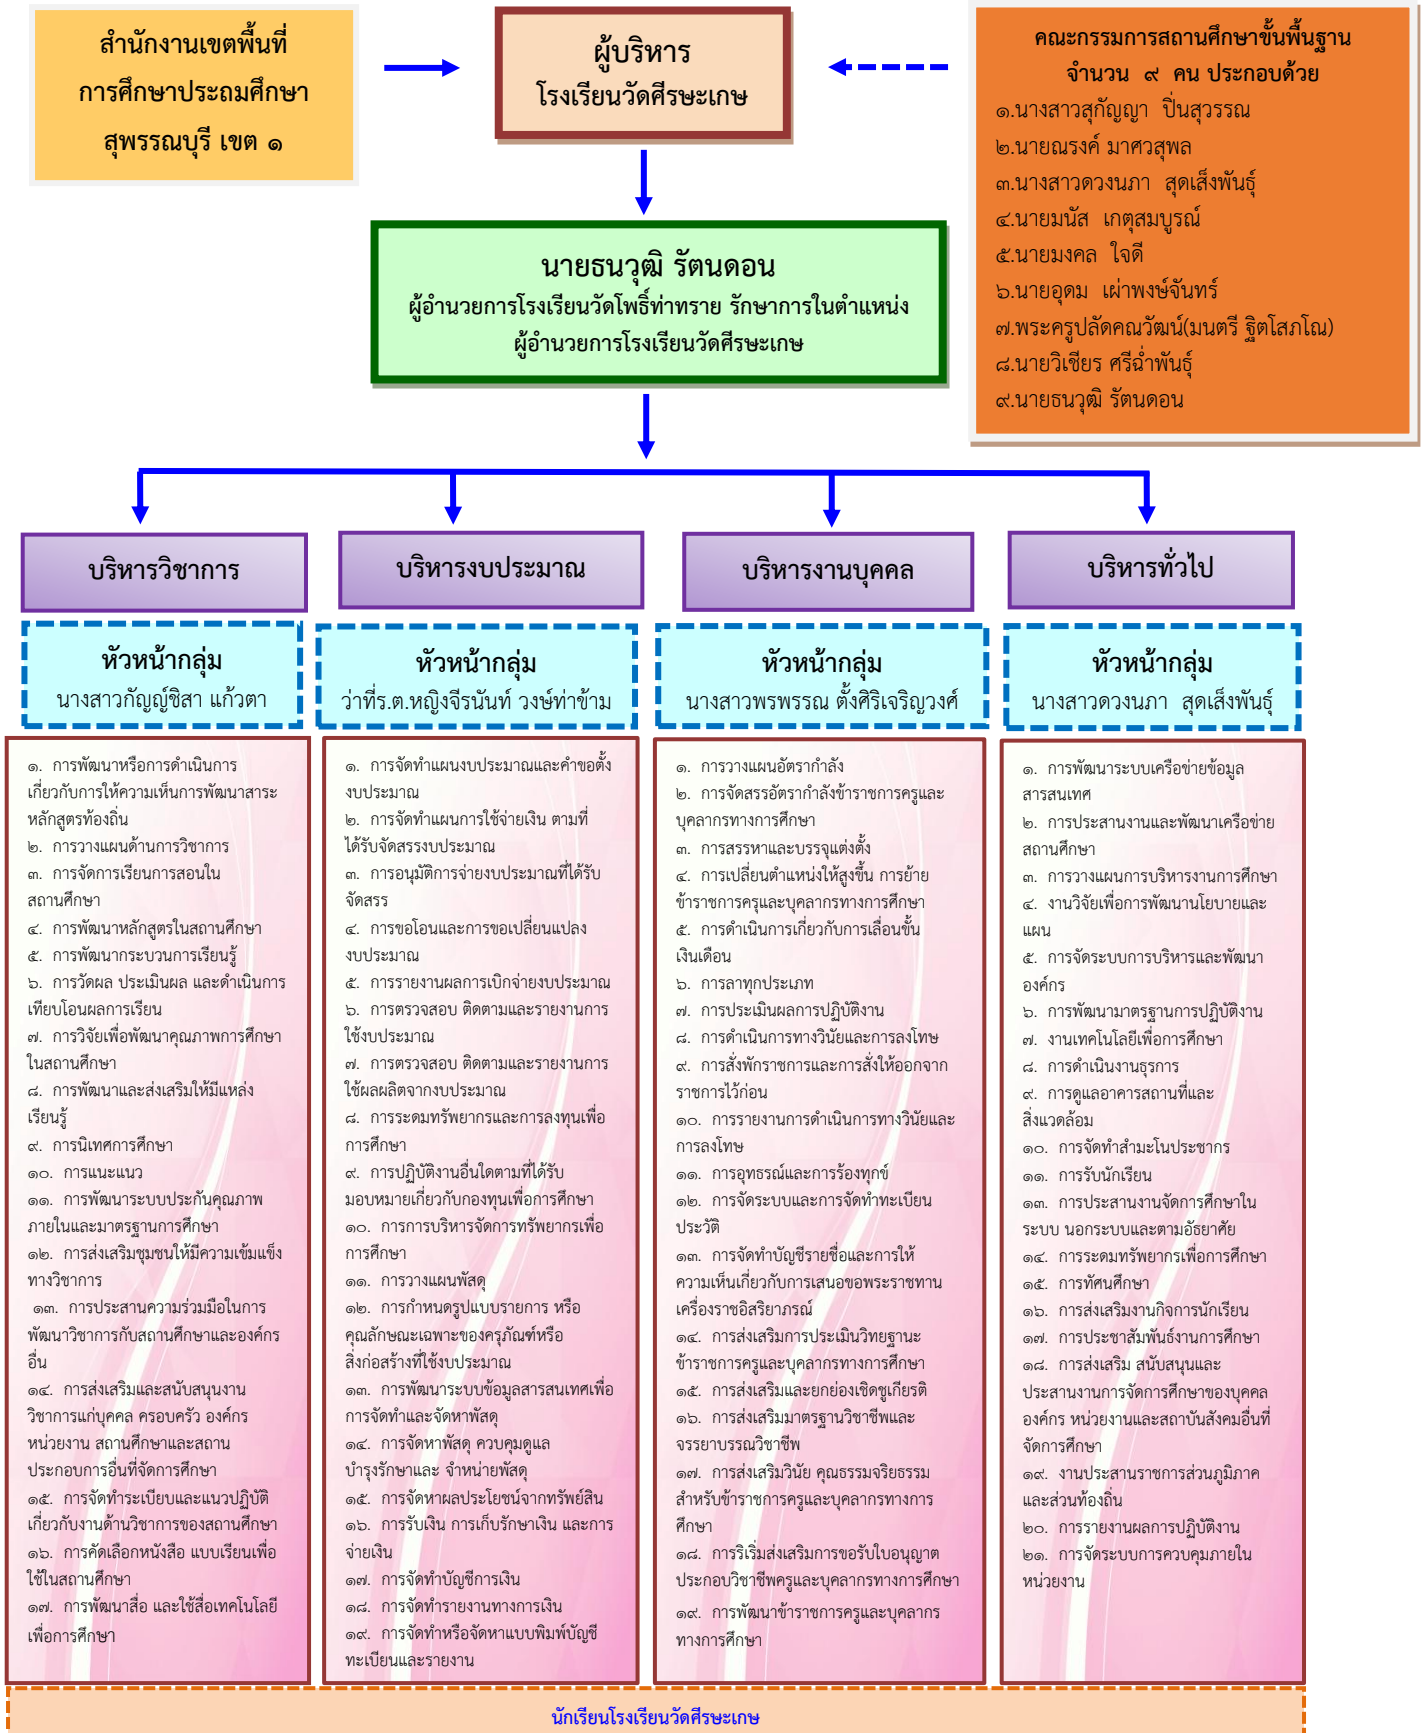 สำนักงานเขตพื้นที่
การศึกษาประถมศึกษา
สุพรรณบุรี เขต ๑
ผู้บริหาร
โรงเรียนวัดศีรษะเกษ
คณะกรรมการสถานศึกษาขั้นพื้นฐาน
จำนวน ๙ คน ประกอบด้วย
๑.นางสาวสุกัญญา ปิ่นสุวรรณ
๒.นายณรงค์ มาศวสุพล
๓.นางสาวดวงนภา สุดเส็งพันธุ์
๔.นายมนัส เกตุสมบูรณ์
๕.นายมงคล ใจดี
๖.นายอุดม เผ่าพงษ์จันทร์
๗.พระครูปลัดคณวัฒน์(มนตรี ฐิตโสภโณ)
๘.นายวิเชียร ศรีฉ่ำพันธุ์
๙.นายธนวุฒิ รัตนดอน
นายธนวุฒิ รัตนดอน
ผู้อำนวยการโรงเรียนวัดโพธิ์ท่าทราย รักษาการในตำแหน่ง
ผู้อำนวยการโรงเรียนวัดศีรษะเกษ
บริหารวิชาการ
หัวหน้ากลุ่ม
นางสาวกัญญ์ชิสา แก้วตา
๑. การพัฒนาหรือการดำเนินการ
เกี่ยวกับการให้ความเห็นการพัฒนาสาระ
หลักสูตรท้องถิ่น
๒. การวางแผนด้านการวิชาการ
๓. การจัดการเรียนการสอนใน
สถานศึกษา
๔. การพัฒนาหลักสูตรในสถานศึกษา
๕. การพัฒนากระบวนการเรียนรู้
๖. การวัดผล ประเมินผล และดำเนินการ
เทียบโอนผลการเรียน
๗. การวิจัยเพื่อพัฒนาคุณภาพการศึกษา
ในสถานศึกษา
๘. การพัฒนาและส่งเสริมให้มีแหล่ง
เรียนรู้
๙. การนิเทศการศึกษา
๑๐. การแนะแนว
๑๑. การพัฒนาระบบประกันคุณภาพ
ภายในและมาตรฐานการศึกษา
๑๒. การส่งเสริมชุมชนให้มีความเข้มแข็ง
ทางวิชาการ
๑๓. การประสานความร่วมมือในการ
พัฒนาวิชาการกับสถานศึกษาและองค์กร
อื่น
๑๔. การส่งเสริมและสนับสนุนงาน
วิชาการแก่บุคคล ครอบครัว องค์กร
หน่วยงาน สถานศึกษาและสถาน
ประกอบการอื่นที่จัดการศึกษา
๑๕. การจัดทำระเบียบและแนวปฏิบัติ
เกี่ยวกับงานด้านวิชาการของสถานศึกษา
๑๖. การคัดเลือกหนังสือ แบบเรียนเพื่อ
ใช้ในสถานศึกษา
๑๗. การพัฒนาสื่อ และใช้สื่อเทคโนโลยี
เพื่อการศึกษา
บริหารงบประมาณ
หัวหน้ากลุ่ม
ว่าที่ร.ต.หญิงจีรนันท์ วงษ์ท่าข้าม
๑. การจัดทำแผนงบประมาณและคำขอตั้ง
งบประมาณ
๒. การจัดทำแผนการใช้จ่ายเงิน ตามที่
ได้รับจัดสรรงบประมาณ
๓. การอนุมัติการจ่ายงบประมาณที่ได้รับ
จัดสรร
๔. การขอโอนและการขอเปลี่ยนแปลง
งบประมาณ
๕. การรายงานผลการเบิกจ่ายงบประมาณ
๖. การตรวจสอบ ติดตามและรายงานการ
ใช้งบประมาณ
๗. การตรวจสอบ ติดตามและรายงานการ
ใช้ผลผลิตจากงบประมาณ
๘. การระดมทรัพยากรและการลงทุนเพื่อ
การศึกษา
๙. การปฏิบัติงานอื่นใดตามที่ได้รับ
มอบหมายเกี่ยวกับกองทุนเพื่อการศึกษา
๑๐. การการบริหารจัดการทรัพยากรเพื่อ
การศึกษา
๑๑. การวางแผนพัสดุ
๑๒. การกำหนดรูปแบบรายการ หรือ
คุณลักษณะเฉพาะของครุภัณฑ์หรือ
สิ่งก่อสร้างที่ใช้งบประมาณ
๑๓. การพัฒนาระบบข้อมูลสารสนเทศเพื่อ
การจัดทำและจัดหาพัสดุ
๑๔. การจัดหาพัสดุ ควบคุมดูแล
บำรุงรักษาและ จำหน่ายพัสดุ
๑๕. การจัดหาผลประโยชน์จากทรัพย์สิน
๑๖. การรับเงิน การเก็บรักษาเงิน และการ
จ่ายเงิน
๑๗. การจัดทำบัญชีการเงิน
๑๘. การจัดทำรายงานทางการเงิน
๑๙. การจัดทำหรือจัดหาแบบพิมพ์บัญชี
ทะเบียนและรายงาน
บริหารงานบุคคล
หัวหน้ากลุ่ม
นางสาวพรพรรณ ตั้งศิริเจริญวงศ์
๑. การวางแผนอัตรากำลัง
๒. การจัดสรรอัตรากำลังข้าราชการครูและ
บุคลากรทางการศึกษา
๓. การสรรหาและบรรจุแต่งตั้ง
๔. การเปลี่ยนตำแหน่งให้สูงขึ้น การย้าย
ข้าราชการครูและบุคลากรทางการศึกษา
๕. การดำเนินการเกี่ยวกับการเลื่อนขั้น
เงินเดือน
๖. การลาทุกประเภท
๗. การประเมินผลการปฏิบัติงาน
๘. การดำเนินการทางวินัยและการลงโทษ
๙. การสั่งพักราชการและการสั่งให้ออกจาก
ราชการไว้ก่อน
๑๐. การรายงานการดำเนินการทางวินัยและ
การลงโทษ
๑๑. การอุทธรณ์และการร้องทุกข์
๑๒. การจัดระบบและการจัดทำทะเบียน
ประวัติ
๑๓. การจัดทำบัญชีรายชื่อและการให้
ความเห็นเกี่ยวกับการเสนอขอพระราชทาน
เครื่องราชอิสริยาภรณ์
๑๔. การส่งเสริมการประเมินวิทยฐานะ
ข้าราชการครูและบุคลากรทางการศึกษา
๑๕. การส่งเสริมและยกย่องเชิดชูเกียรติ
๑๖. การส่งเสริมมาตรฐานวิชาชีพและ
จรรยาบรรณวิชาชีพ
๑๗. การส่งเสริมวินัย คุณธรรมจริยธรรม
สำหรับข้าราชการครูและบุคลากรทางการ
ศึกษา
๑๘. การริเริ่มส่งเสริมการขอรับใบอนุญาต
ประกอบวิชาชีพครูและบุคลากรทางการศึกษา
๑๙. การพัฒนาข้าราชการครูและบุคลากร
ทางการศึกษา
บริหารทั่วไป
หัวหน้ากลุ่ม
นางสาวดวงนภา สุดเส็งพันธุ์
๑. การพัฒนาระบบเครือข่ายข้อมูล
สารสนเทศ
๒. การประสานงานและพัฒนาเครือข่าย
สถานศึกษา
๓. การวางแผนการบริหารงานการศึกษา
๔. งานวิจัยเพื่อการพัฒนานโยบายและ
แผน
๕. การจัดระบบการบริหารและพัฒนา
องค์กร
๖. การพัฒนามาตรฐานการปฏิบัติงาน
๗. งานเทคโนโลยีเพื่อการศึกษา
๘. การดำเนินงานธุรการ
๙. การดูแลอาคารสถานที่และ
สิ่งแวดล้อม
๑๐. การจัดทำสำมะโนประชากร
๑๑. การรับนักเรียน
๑๓. การประสานงานจัดการศึกษาใน
ระบบ นอกระบบและตามอัธยาศัย
๑๔. การระดมทรัพยากรเพื่อการศึกษา
๑๕. การทัศนศึกษา
๑๖. การส่งเสริมงานกิจการนักเรียน
๑๗. การประชาสัมพันธ์งานการศึกษา
๑๘. การส่งเสริม สนับสนุนและ
ประสานงานการจัดการศึกษาของบุคคล
องค์กร หน่วยงานและสถาบันสังคมอื่นที่
จัดการศึกษา
๑๙. งานประสานราชการส่วนภูมิภาค
และส่วนท้องถิ่น
๒๐. การรายงานผลการปฏิบัติงาน
๒๑. การจัดระบบการควบคุมภายใน
หน่วยงาน
นักเรียนโรงเรียนวัดศีรษะเกษ